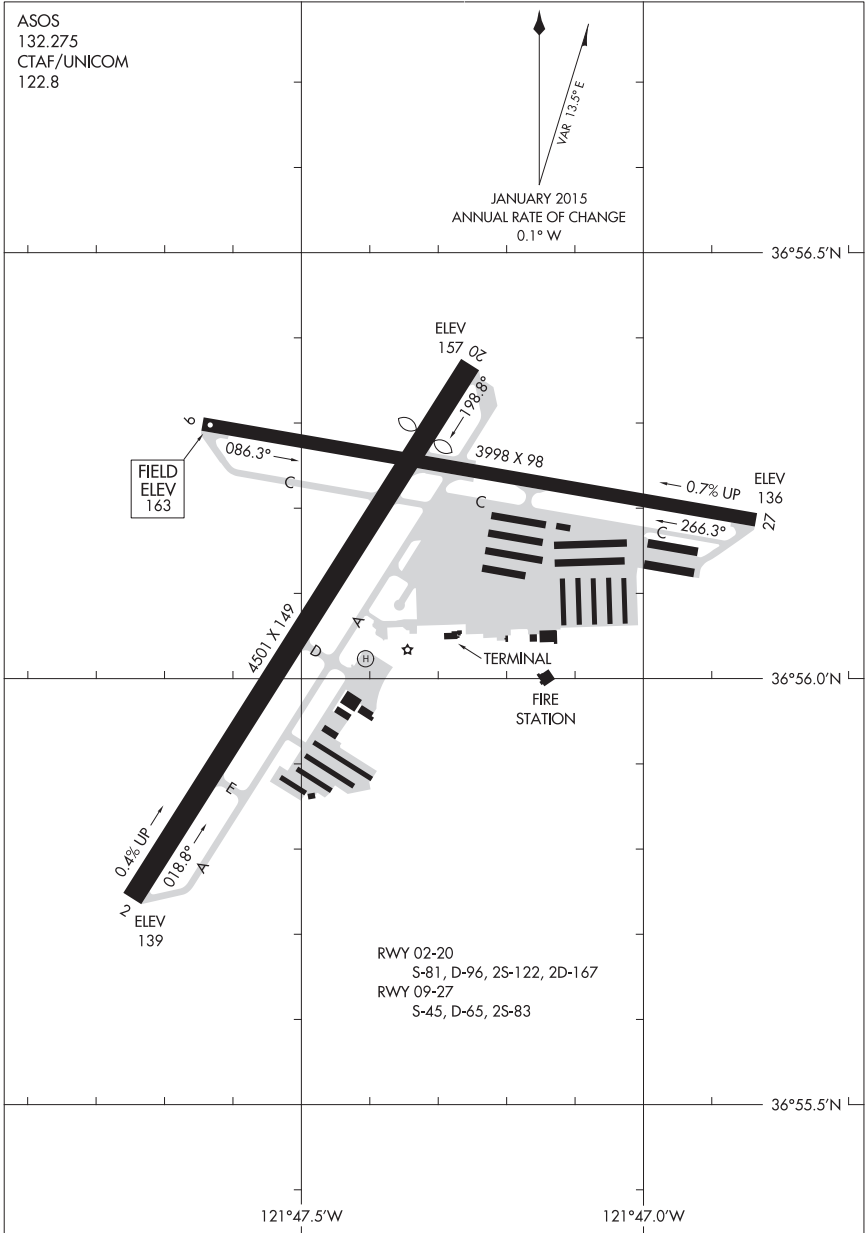 ASOS
132.275
CTAF/UNICOM
122.8
VAR 13.5° E
JANUARY 2015
ANNUAL RATE OF CHANGE
0.1° W
36°56.5'N
ELEV
157
20
198.8°
9
086.3°
C
3998 X 98
FIELD
ELEV
163
0.7% UP
ELEV
136
27
266.3°
C
C
4501 X 149
A
D
H
TERMINAL
36°56.0'N
FIRE
STATION
E
0.4% UP
018.8°
A
2
ELEV
139
RWY 02-20
S-81, D-96, 2S-122, 2D-167
RWY 09-27
S-45, D-65, 2S-83
36°55.5'N
121°47.5'W
121°47.0'W